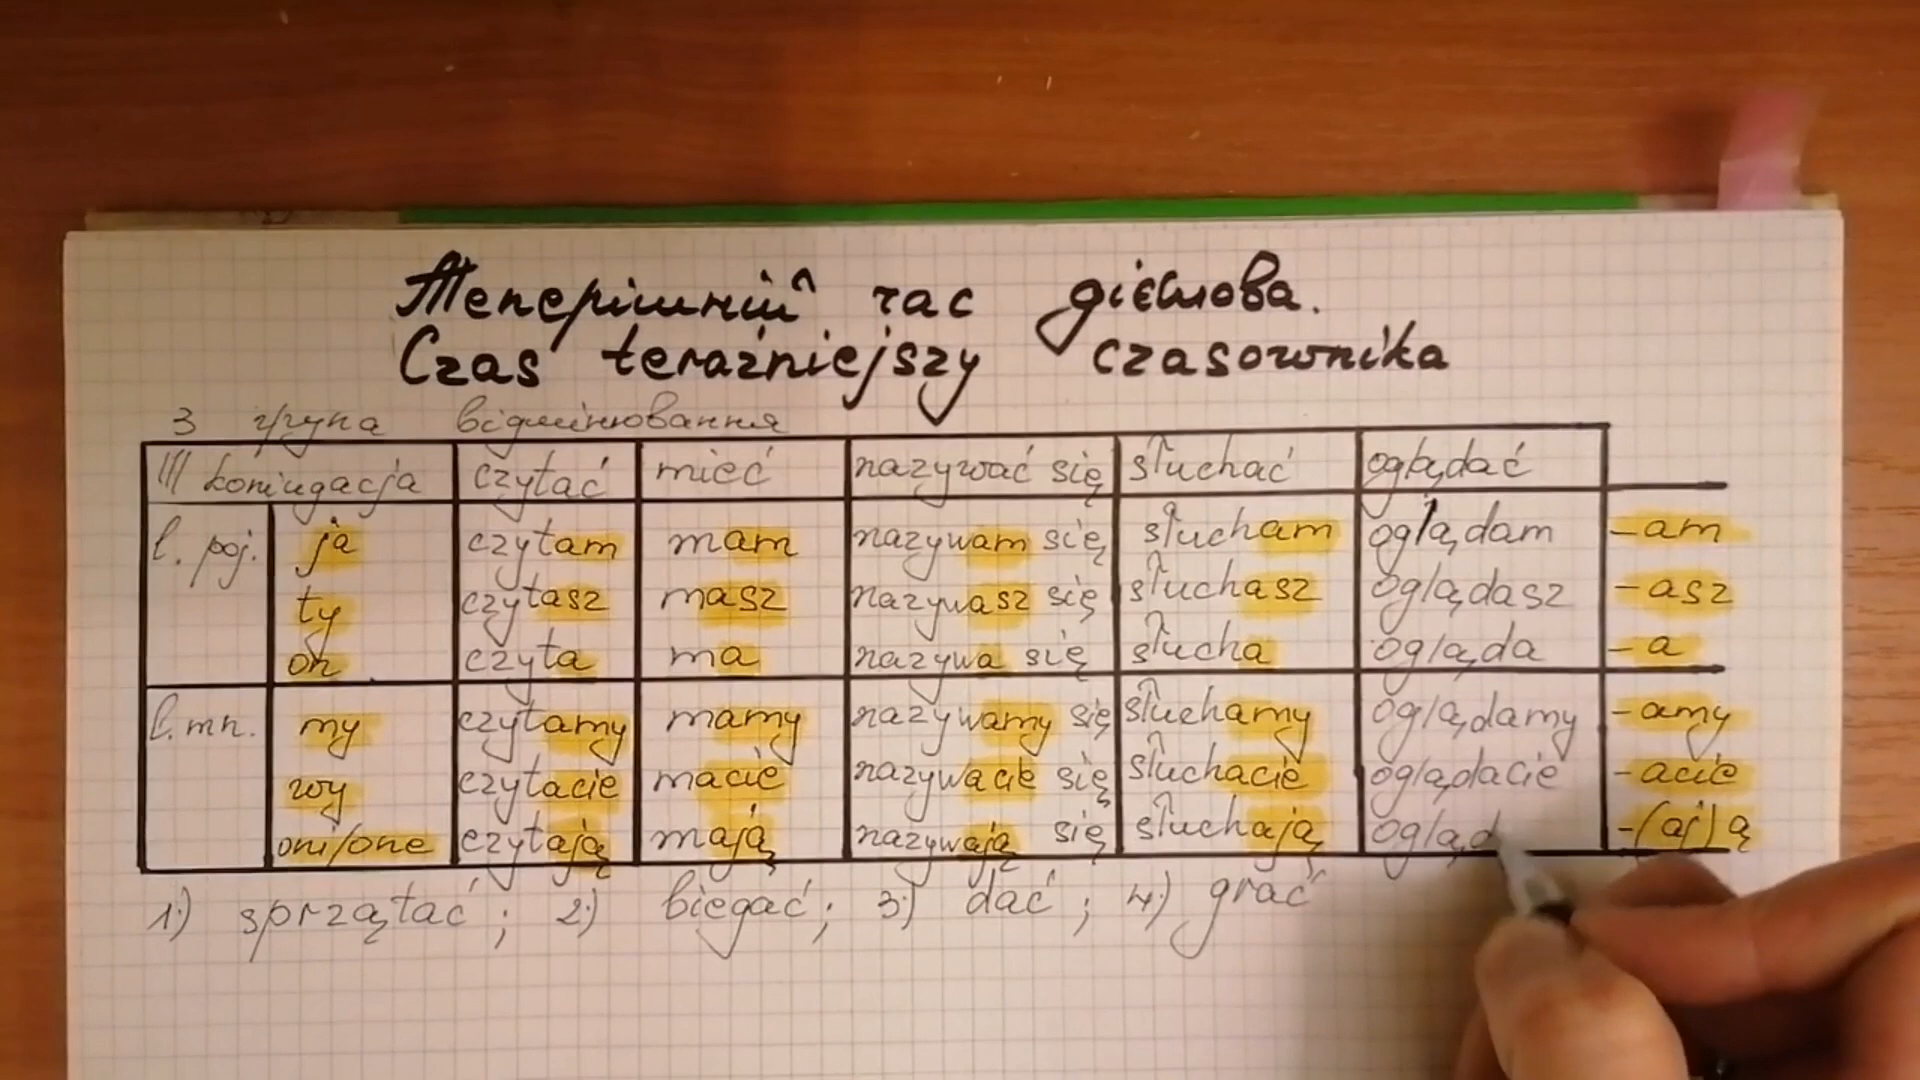 Теперішній час дієслова.
Czas teraźniejszy czasownika
3 група відмінювання
III koniugacja czytać mieć nazywać się słuchać oglądać
l. poj. ja czytam mam nazywam się słucham oglądam -am
ty czytasz masz nazywasz się słuchasz oglądasz -asz
on czyta ma nazywa się słucha ogląda -a
l. mn. my czytamy mamy nazywamy się słuchamy oglądamy -amy
wy czytacie macie nazywacie się słuchacie oglądacie -acie
oni/one czytają mają nazywają się słuchają ogląd -(aj)ą
1) sprzątać; 2) biegać; 3) dać; 4) grać